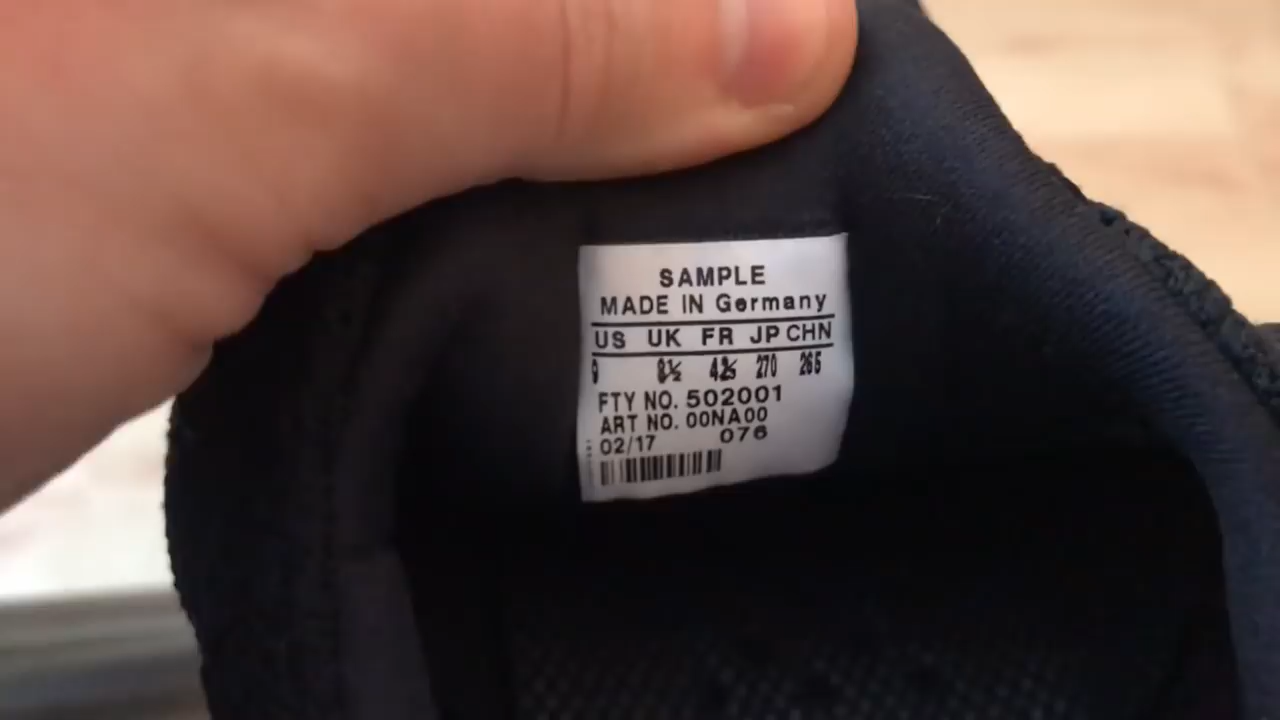 SAMPLE
MADE IN Germany
US UK FR JP CHN
9 8½ 42⅔ 270 265
FTY NO. 502001
ART NO. 00NA00
02/17 076